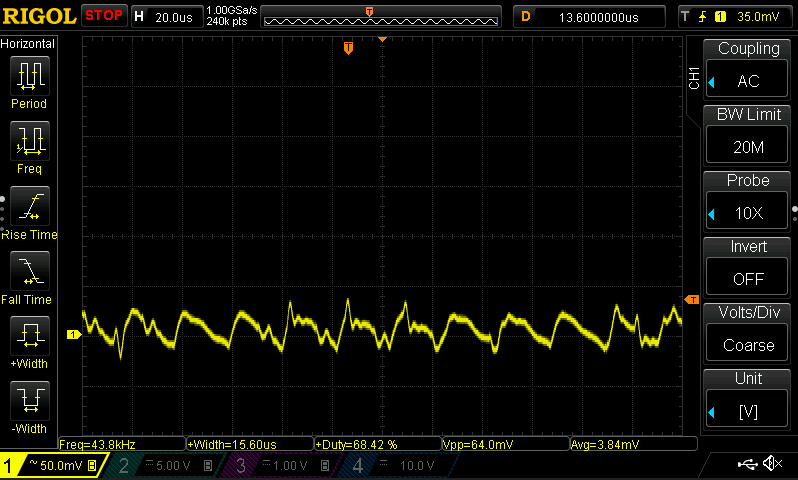 RIGOL STOP H 20.0us 1.00GSa/s 240k pts T D 13.6000000us T 1 35.0mV
Horizontal
Period
Freq
Rise Time
Fall Time
+Width
-Width
T
1
T
CH1
Coupling
AC
BW Limit
20M
Probe
10X
Invert
OFF
Volts/Div
Coarse
Unit
[V]
Freq=43.8kHz +Width=15.60us +Duty=68.42 % Vpp=64.0mV Avg=3.84mV
1 ~ 50.0mV B 2 5.00 V B 3 1.00 V B 4 10.0 V